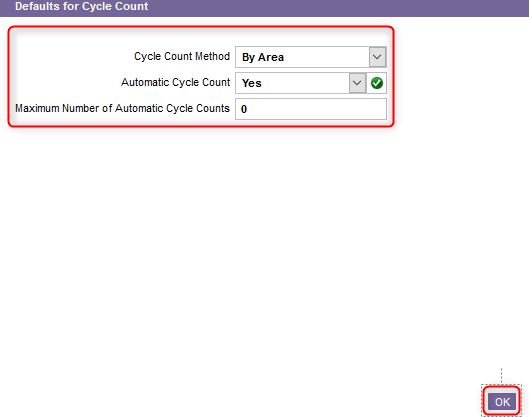 Defaults for Cycle Count
Cycle Count Method By Area
Automatic Cycle Count Yes
Maximum Number of Automatic Cycle Counts 0
OK